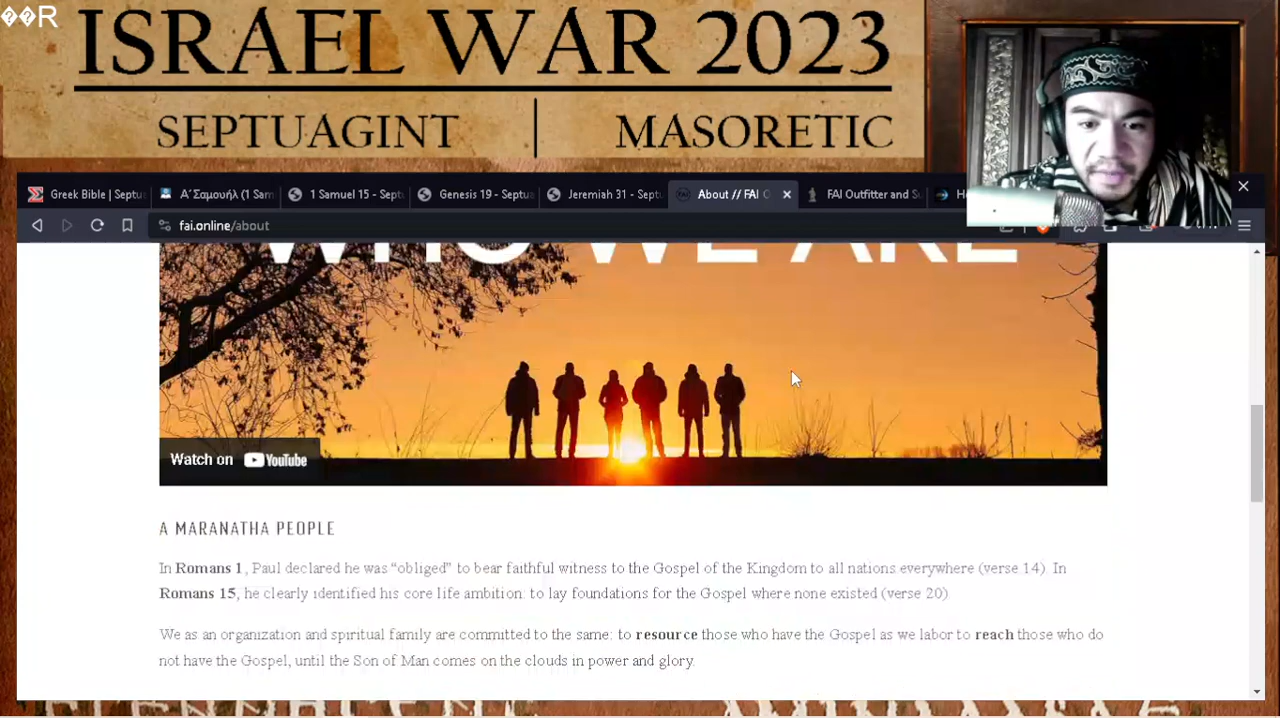 ��R
ISRAEL WAR 2023
SEPTUAGINT | MASORETIC
Greek Bible | Septu
Α΄ Σαμουήλ (1 Sam
1 Samuel 15 - Sept
Genesis 19 - Septua
Jeremiah 31 - Sept
About // FAI O
FAI Outfitter and Su
fai.online/about
WHO WE ARE
Watch on YouTube
A MARANATHA PEOPLE
In Romans 1, Paul declared he was “obliged” to bear faithful witness to the Gospel of the Kingdom to all nations everywhere (verse 14). In
Romans 15, he clearly identified his core life ambition: to lay foundations for the Gospel where none existed (verse 20).
We as an organization and spiritual family are committed to the same: to resource those who have the Gospel as we labor to reach those who do
not have the Gospel, until the Son of Man comes on the clouds in power and glory.